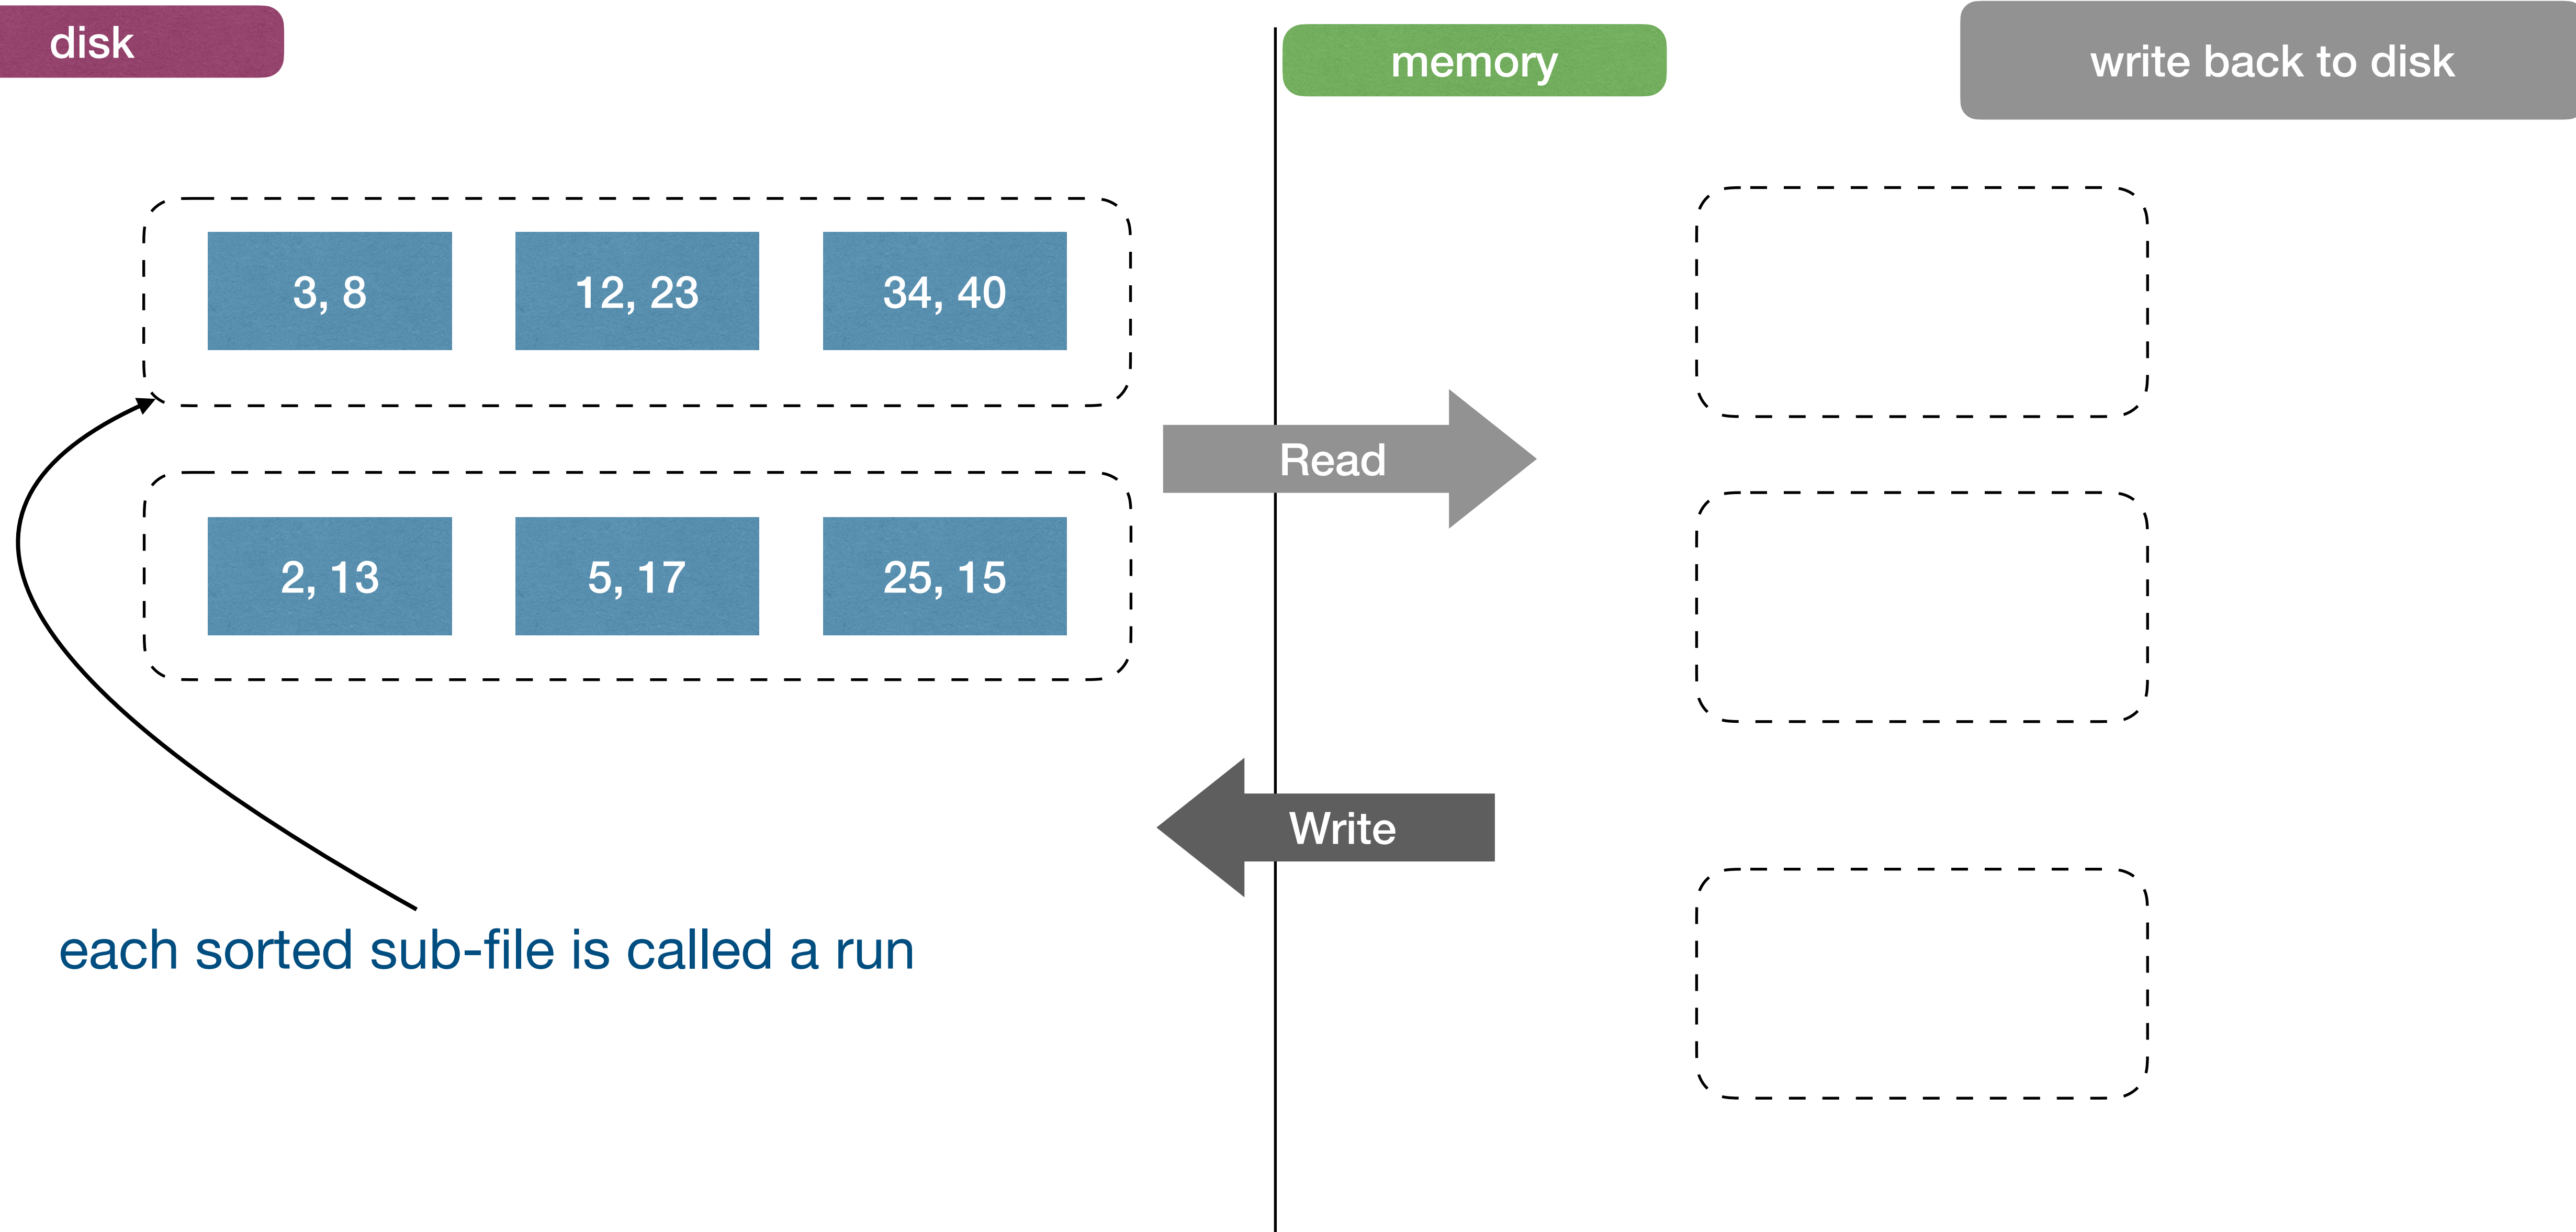 disk
memory
write back to disk
3, 8
12, 23
34, 40
Read
2, 13
5, 17
25, 15
Write
each sorted sub-file is called a run